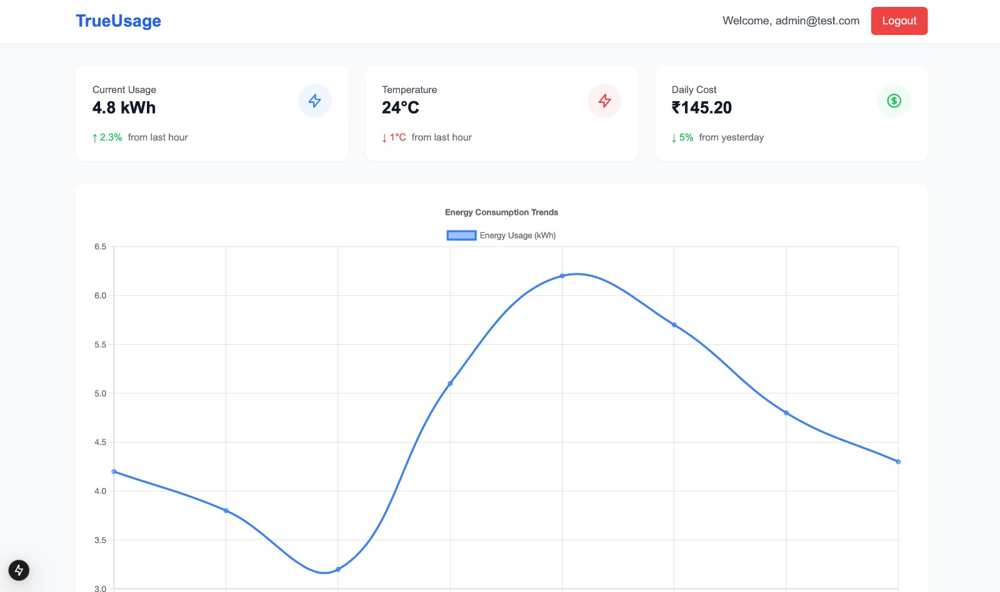 TrueUsage
Welcome, admin@test.com
Logout
Current Usage
4.8 kWh
↑ 2.3% from last hour
Temperature
24°C
↓ 1°C from last hour
Daily Cost
₹145.20
↓ 5% from yesterday
Energy Consumption Trends
Energy Usage (kWh)
6.5
6.0
5.5
5.0
4.5
4.0
3.5
3.0